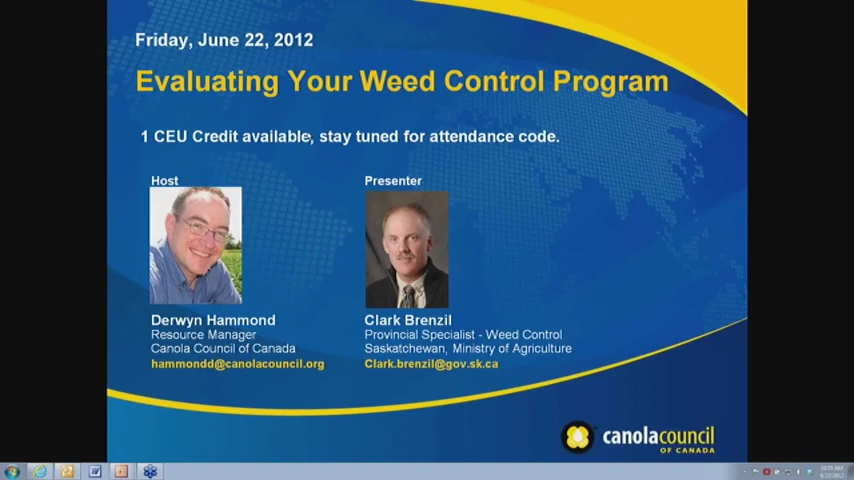 Friday, June 22, 2012
Evaluating Your Weed Control Program
1 CEU Credit available, stay tuned for attendance code.
Host
Derwyn Hammond
Resource Manager
Canola Council of Canada
hammondd@canolacouncil.org
Presenter
Clark Brenzil
Provincial Specialist - Weed Control
Saskatchewan, Ministry of Agriculture
Clark.brenzil@gov.sk.ca
canolacouncil
OF CANADA